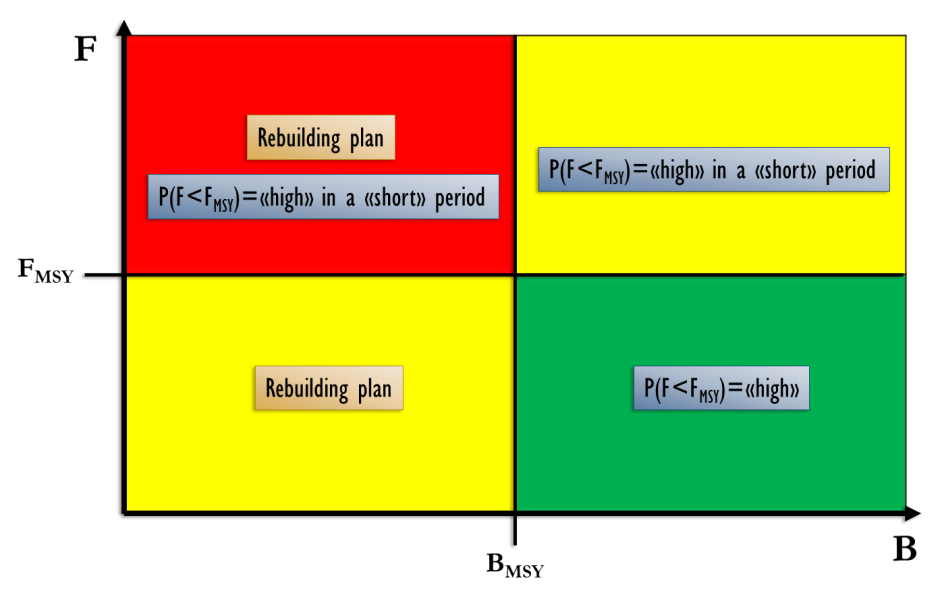 F
Rebuilding plan
P(F<FMSY)=«high» in a «short» period
P(F<FMSY)=«high» in a «short» period
FMSY
Rebuilding plan
P(F<FMSY)=«high»
BMSY
B